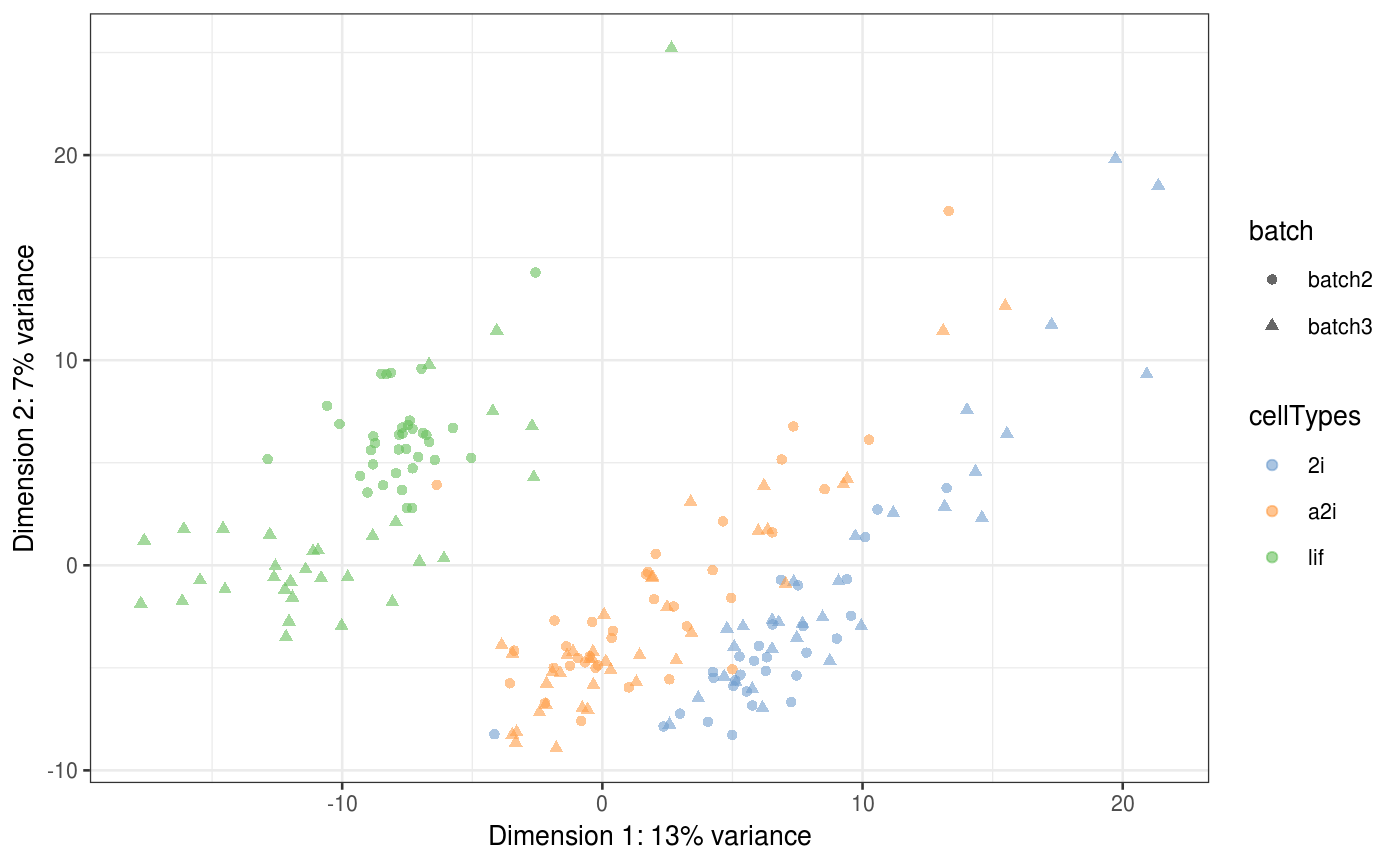 20
10
0
-10
-10
0
10
20
Dimension 1: 13% variance
Dimension 2: 7% variance
batch
batch2
batch3
cellTypes
2i
a2i
lif